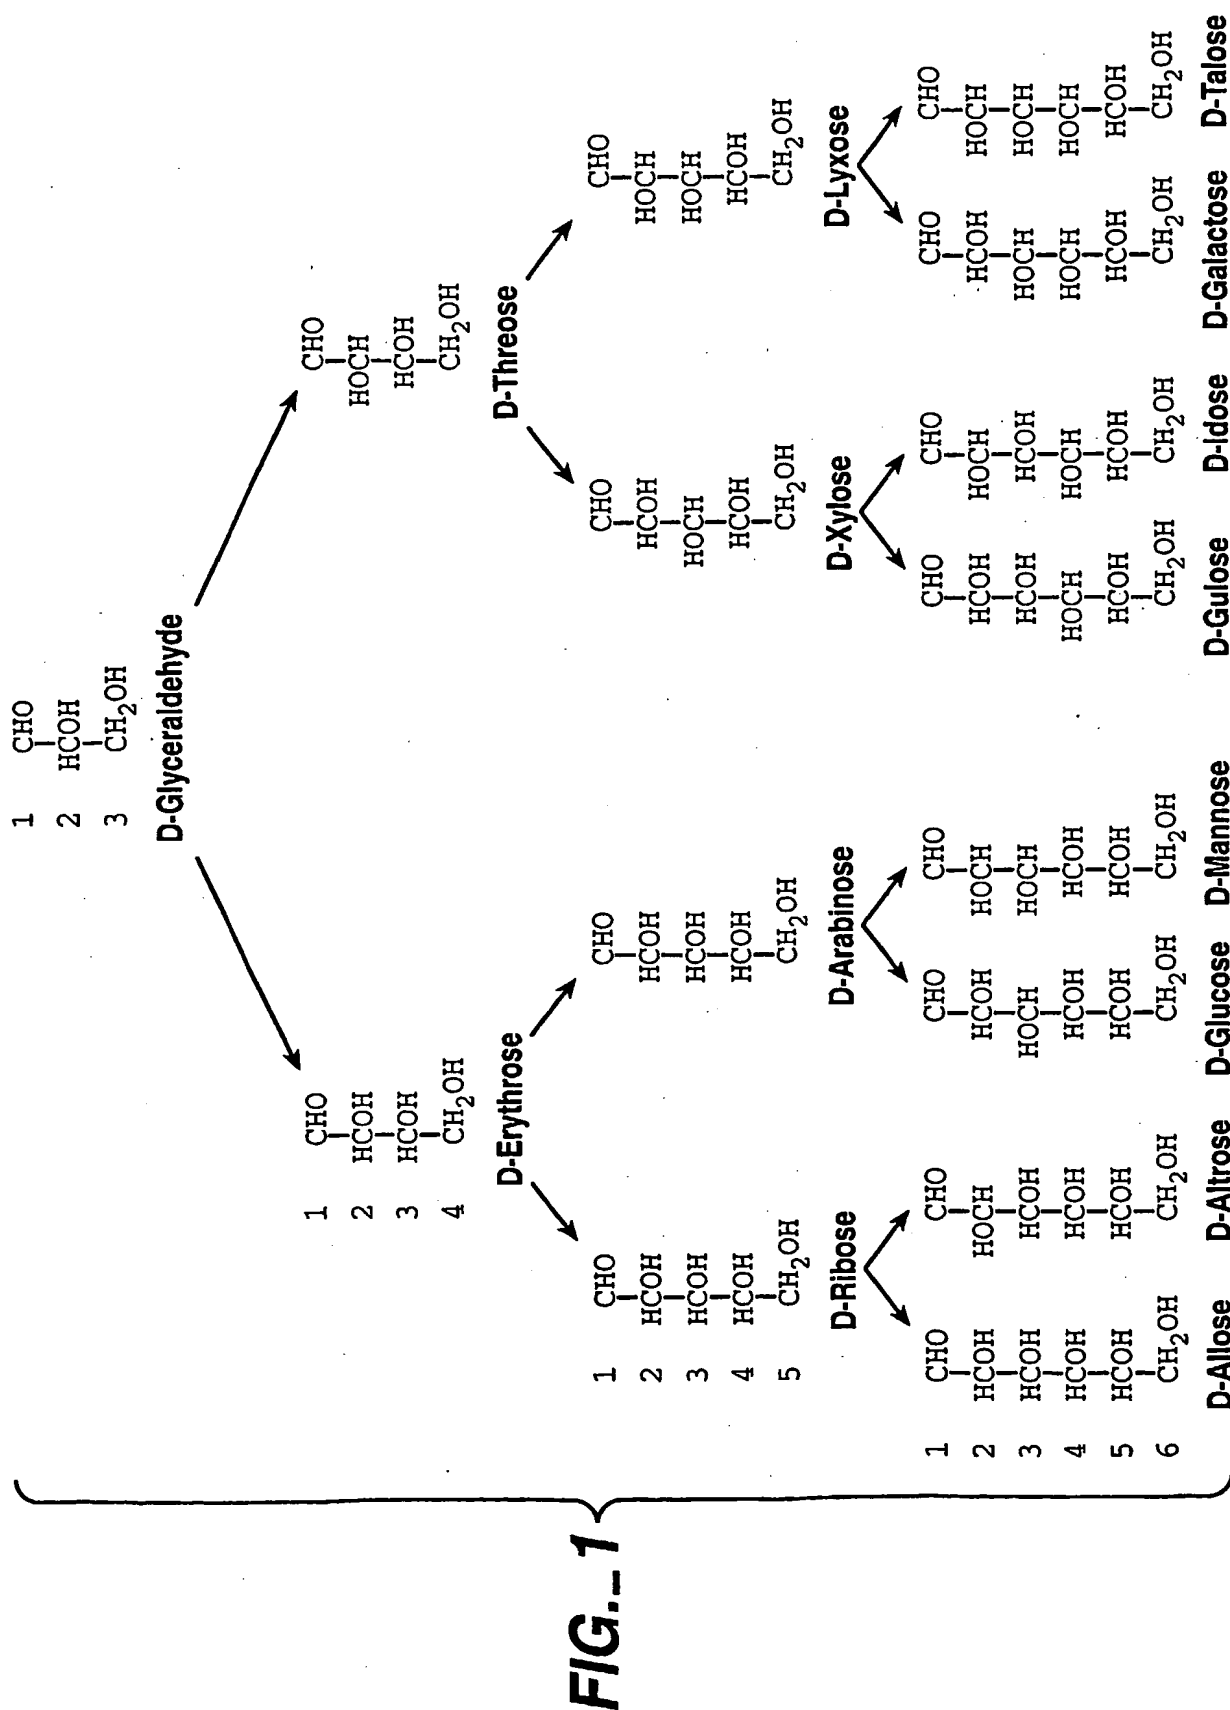 FIG._1
1 CHO
2 HCOH
3 CH2OH
D-Glyceraldehyde
1 CHO CHO
2 HCOH HOCH
3 HCOH HCOH
4 CH2OH CH2OH
D-Erythrose D-Threose
1 CHO CHO CHO CHO
2 HCOH HCOH HCOH HOCH
3 HCOH HCOH HOCH HOCH
4 HCOH HCOH HCOH HCOH
5 CH2OH CH2OH CH2OH CH2OH
D-Ribose D-Arabinose D-Xylose D-Lyxose
1 CHO CHO CHO CHO CHO CHO CHO CHO
2 HCOH HOCH HCOH HOCH HCOH HOCH HCOH HOCH
3 HCOH HCOH HOCH HOCH HCOH HCOH HOCH HOCH
4 HCOH HCOH HCOH HCOH HOCH HOCH HOCH HOCH
5 HCOH HCOH HCOH HCOH HCOH HCOH HCOH HCOH
6 CH2OH CH2OH CH2OH CH2OH CH2OH CH2OH CH2OH CH2OH
D-Allose D-Altrose D-Glucose D-Mannose D-Gulose D-Idose D-Galactose D-Talose